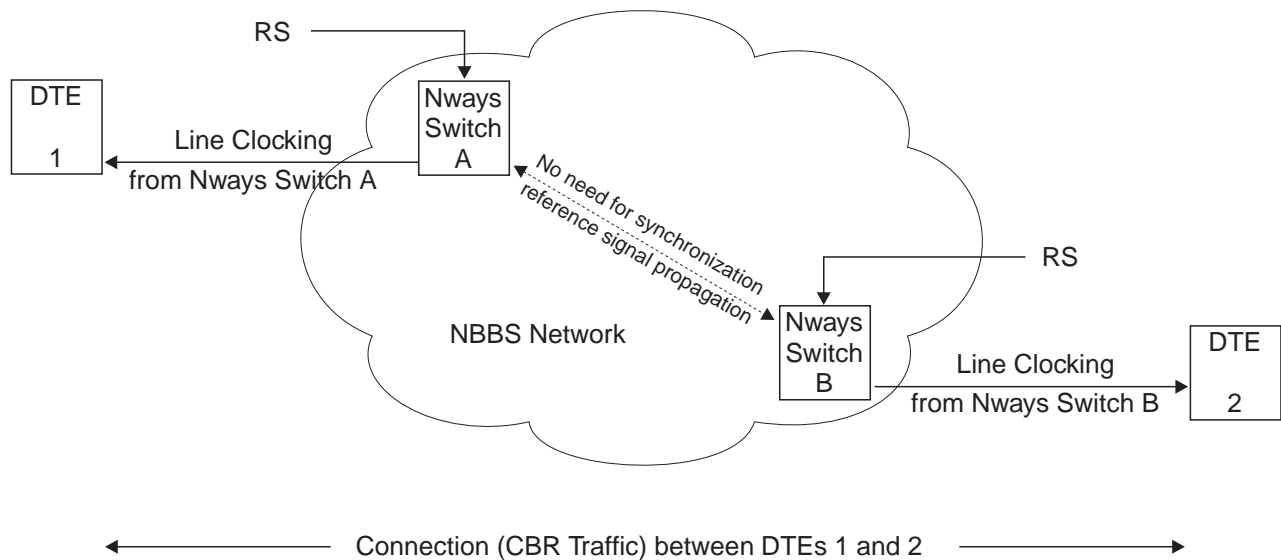 RS
DTE
1
Line Clocking
from Nways Switch A
Nways
Switch
A
No need for synchronization
reference signal propagation
RS
NBBS Network
Nways
Switch
B
Line Clocking
from Nways Switch B
DTE
2
Connection (CBR Traffic) between DTEs 1 and 2